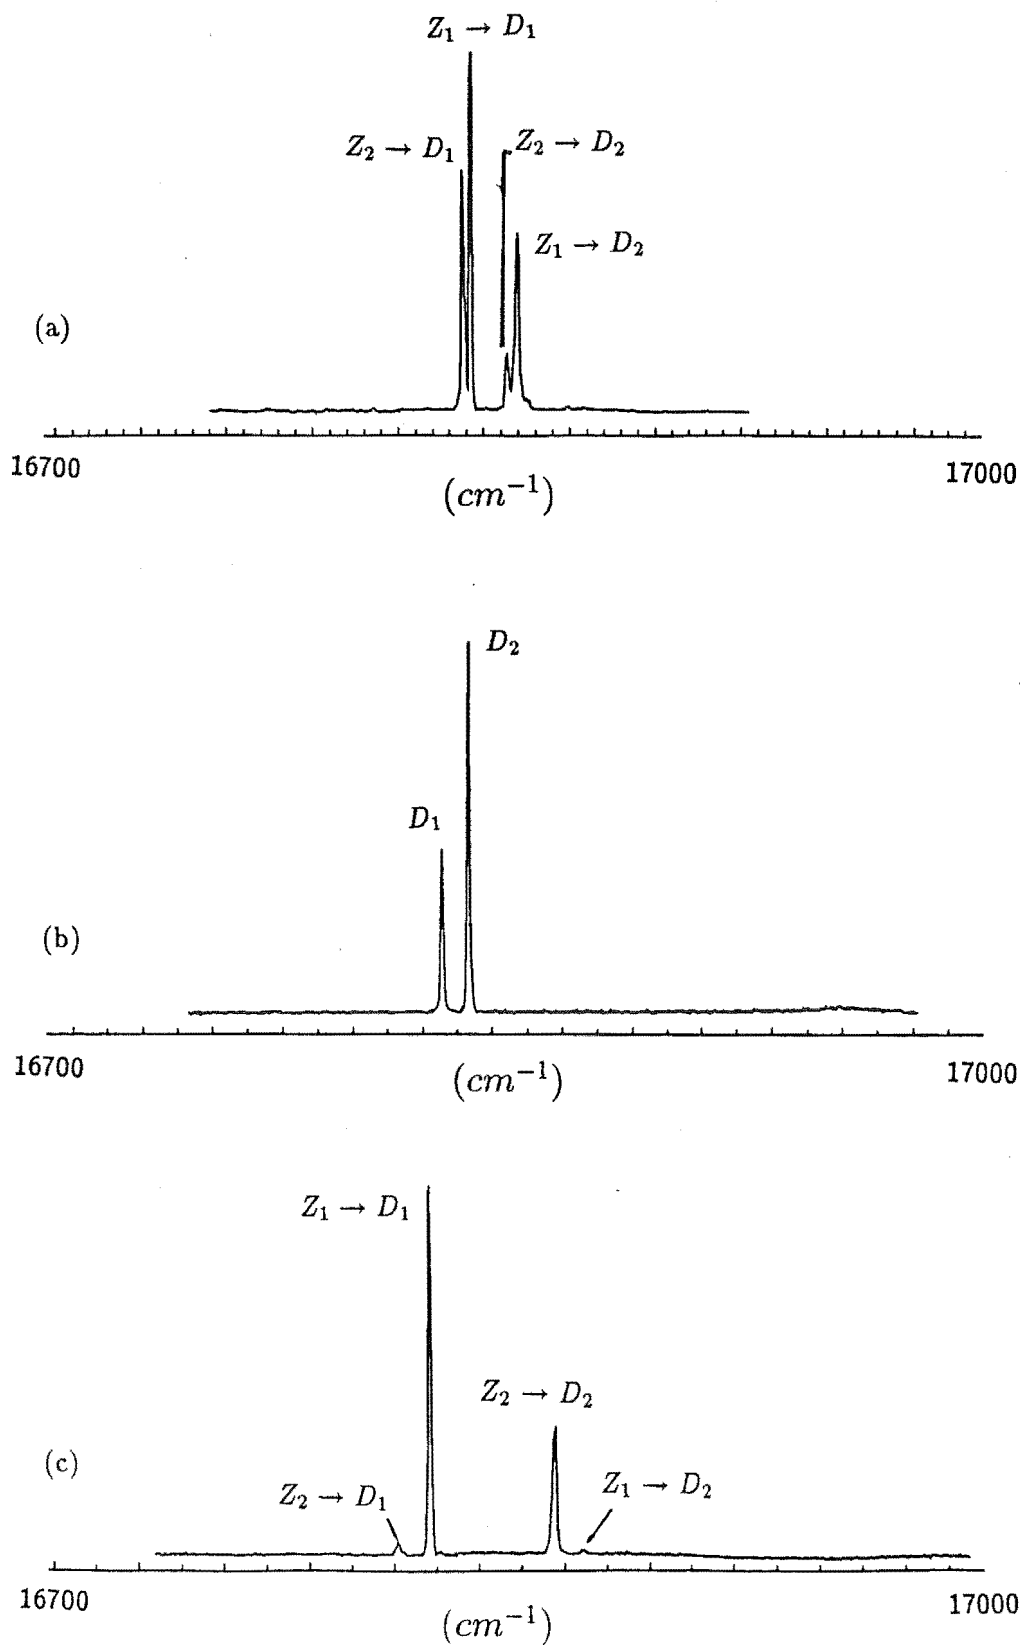 Z₁ → D₁
Z₂ → D₁
Z₂ → D₂
Z₁ → D₂
(a)
16700
17000
(cm⁻¹)
D₂
D₁
(b)
16700
17000
(cm⁻¹)
Z₁ → D₁
Z₂ → D₂
(c)
Z₂ → D₁
Z₁ → D₂
16700
17000
(cm⁻¹)